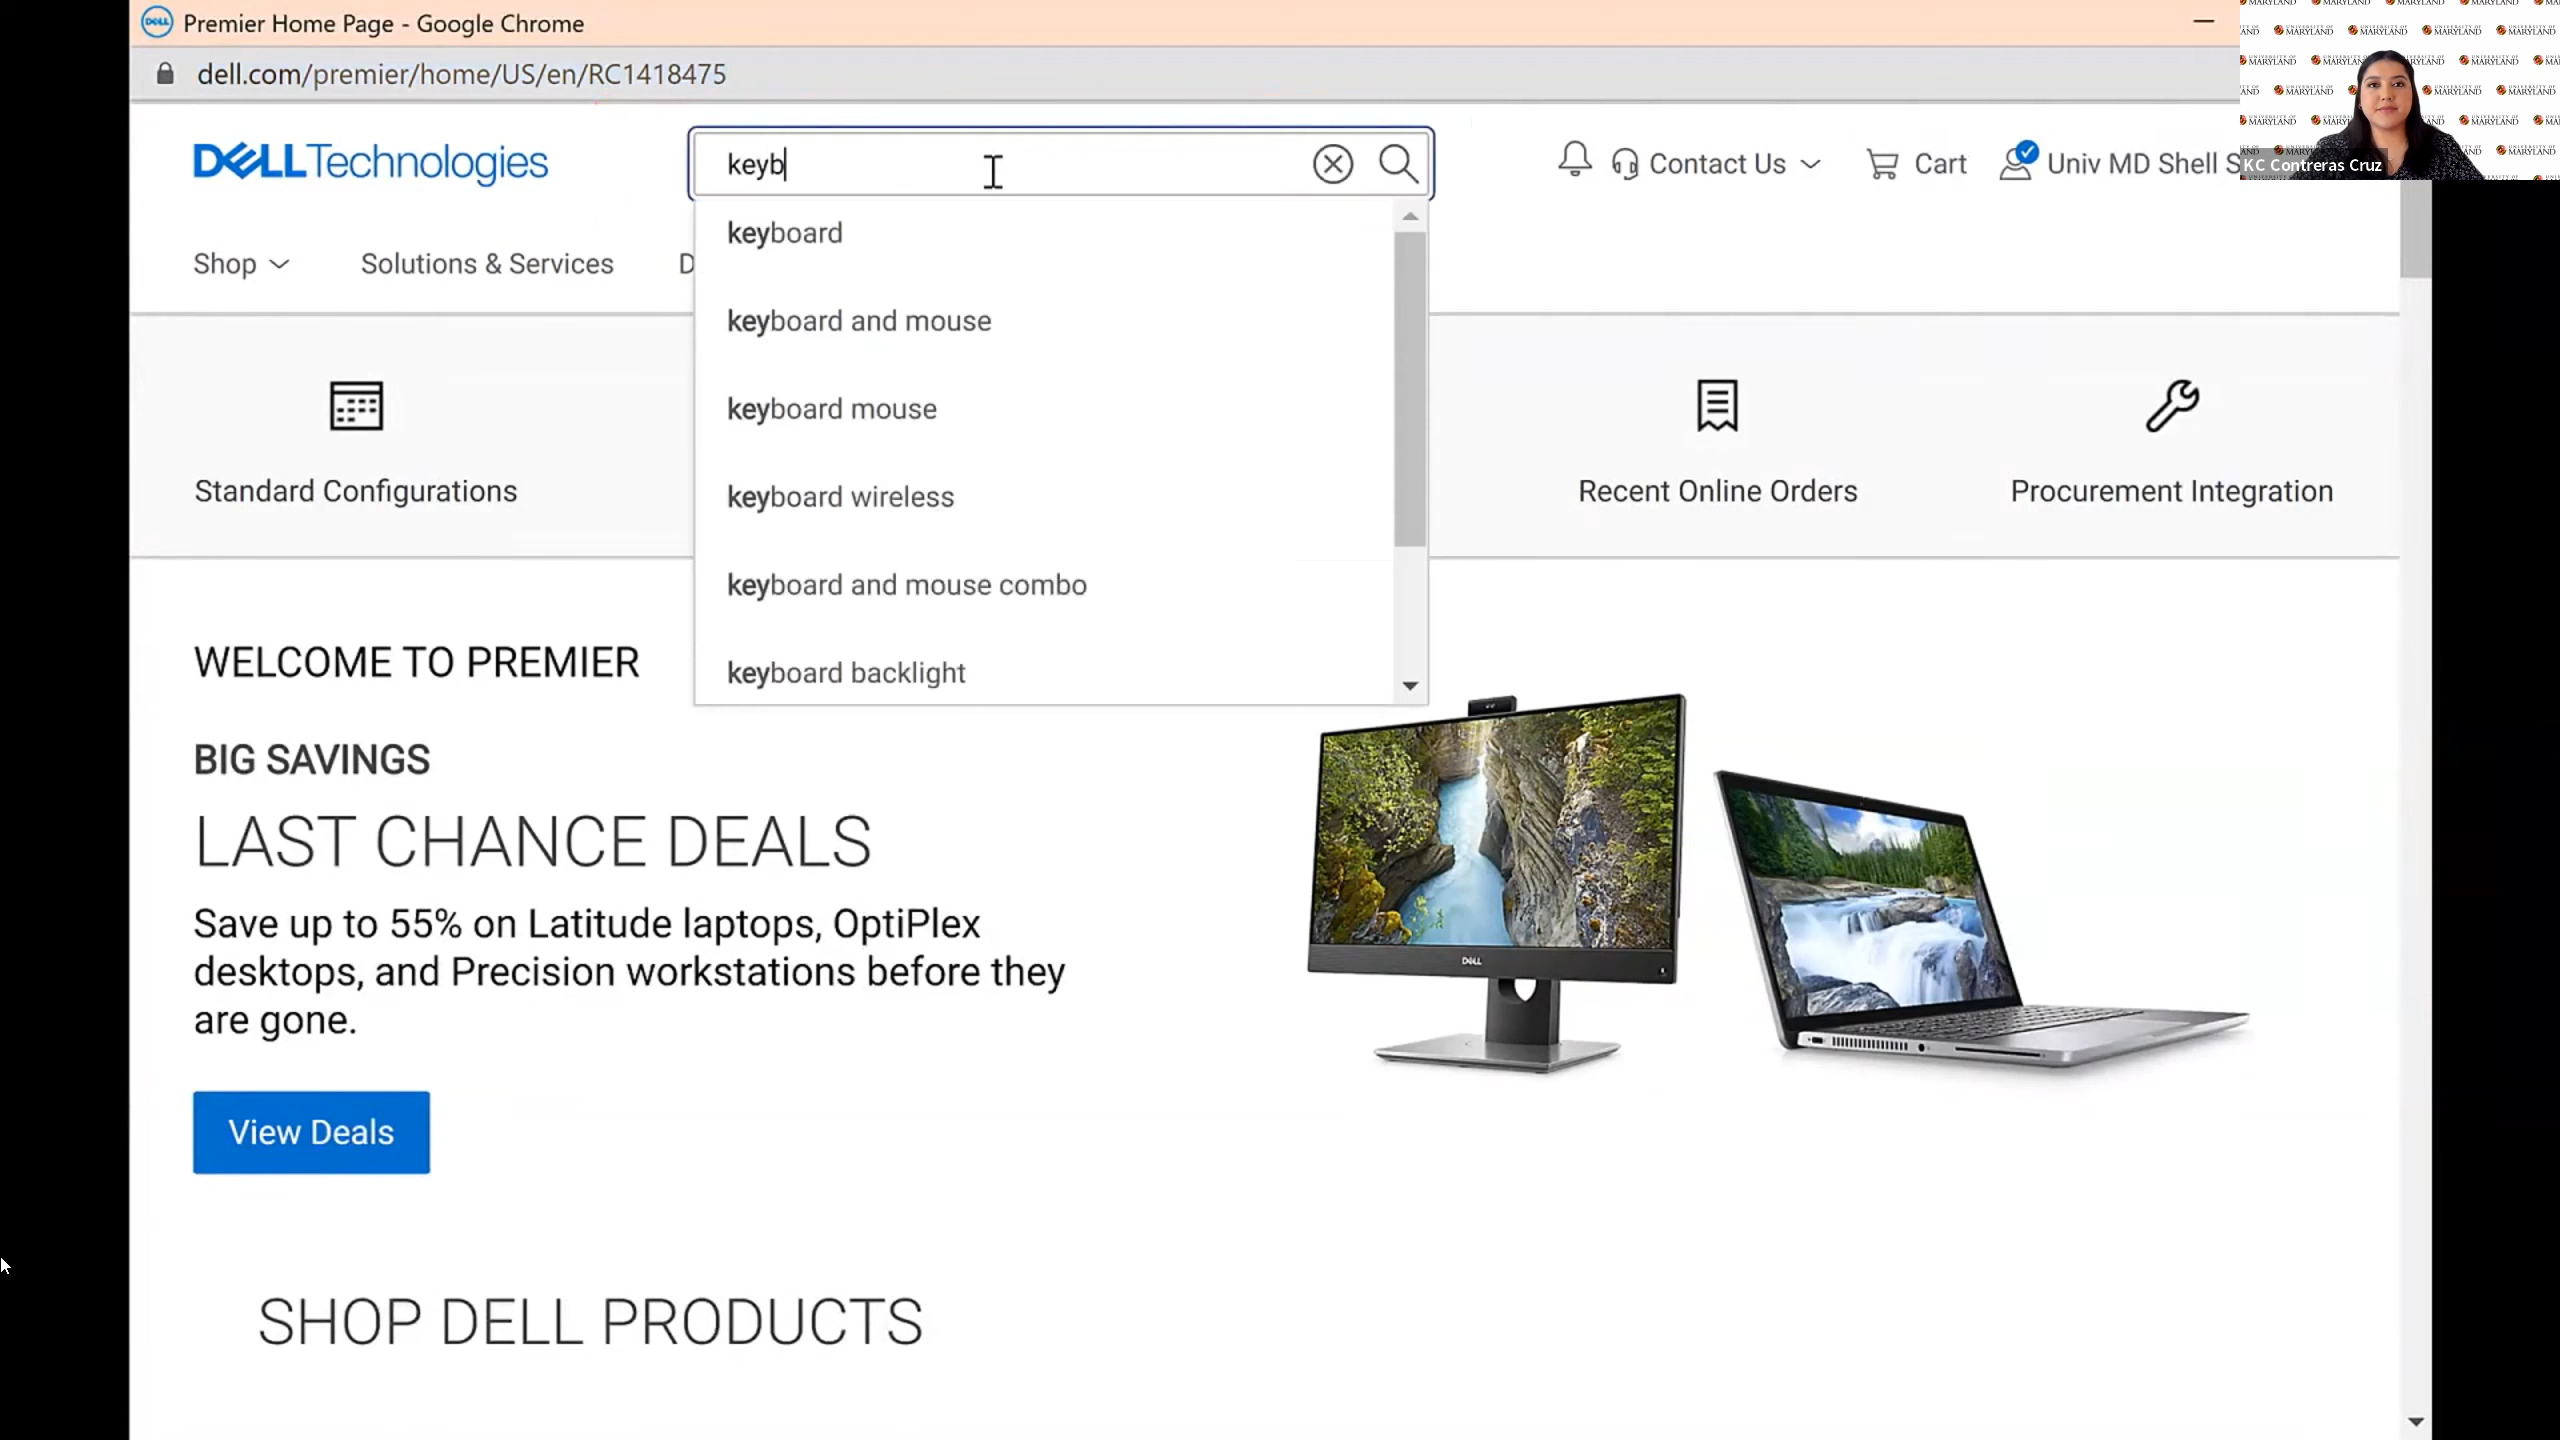 Premier Home Page - Google Chrome
dell.com/premier/home/US/en/RC1418475
DELLTechnologies
keyb
Contact Us
Cart
Univ MD Shell S
KC Contreras Cruz
Shop
Solutions & Services
D
keyboard
keyboard and mouse
keyboard mouse
keyboard wireless
keyboard and mouse combo
keyboard backlight
Standard Configurations
Recent Online Orders
Procurement Integration
WELCOME TO PREMIER
BIG SAVINGS
LAST CHANCE DEALS
Save up to 55% on Latitude laptops, OptiPlex
desktops, and Precision workstations before they
are gone.
View Deals
DELL
SHOP DELL PRODUCTS